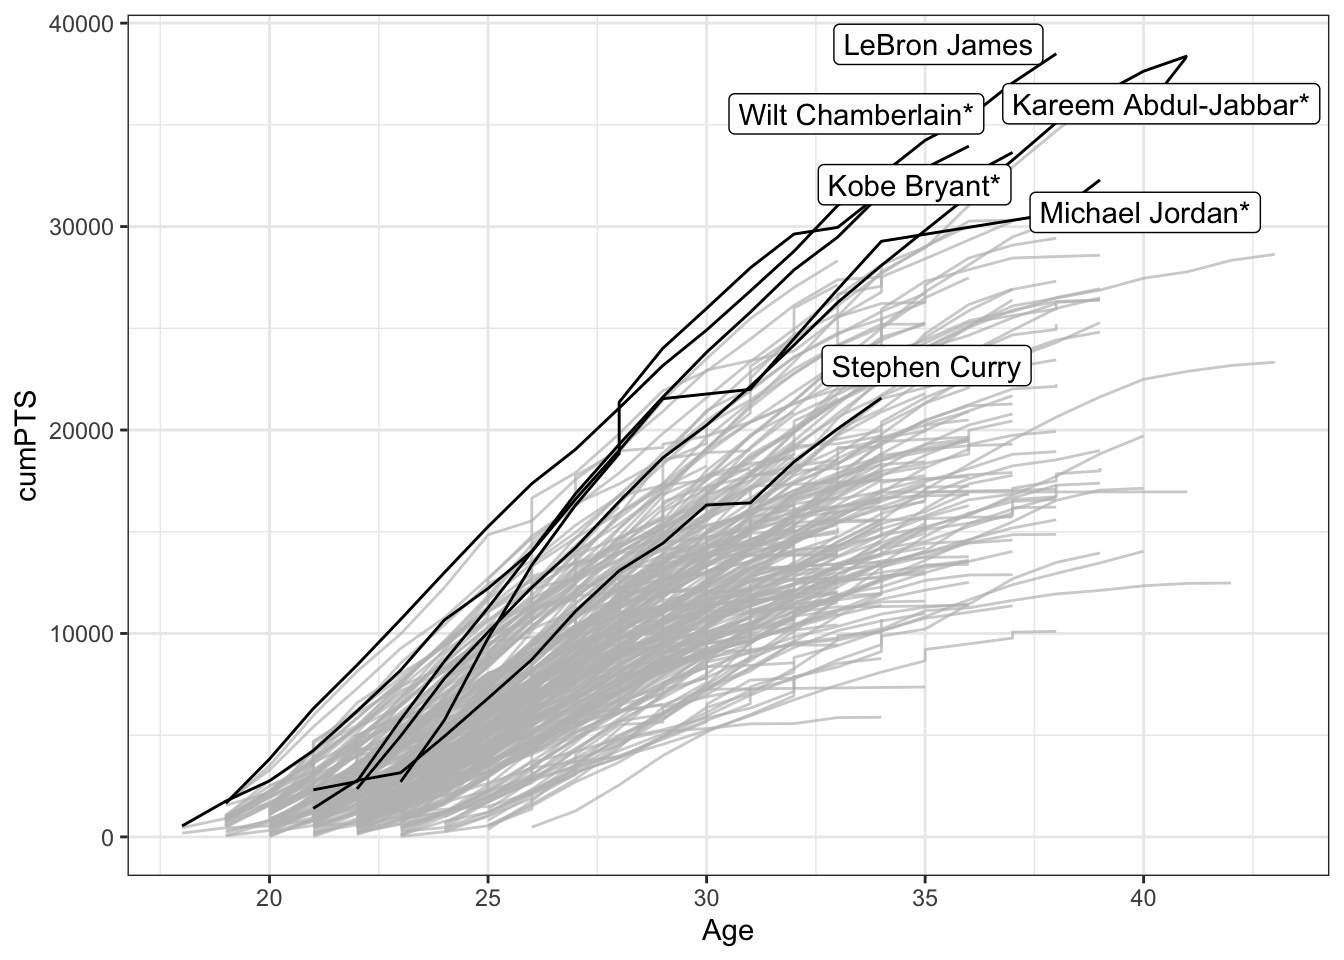 40000
30000
20000
10000
0
cumPTS
LeBron James
Wilt Chamberlain*
Kareem Abdul-Jabbar*
Kobe Bryant*
Michael Jordan*
Stephen Curry
20 25 30 35 40
Age